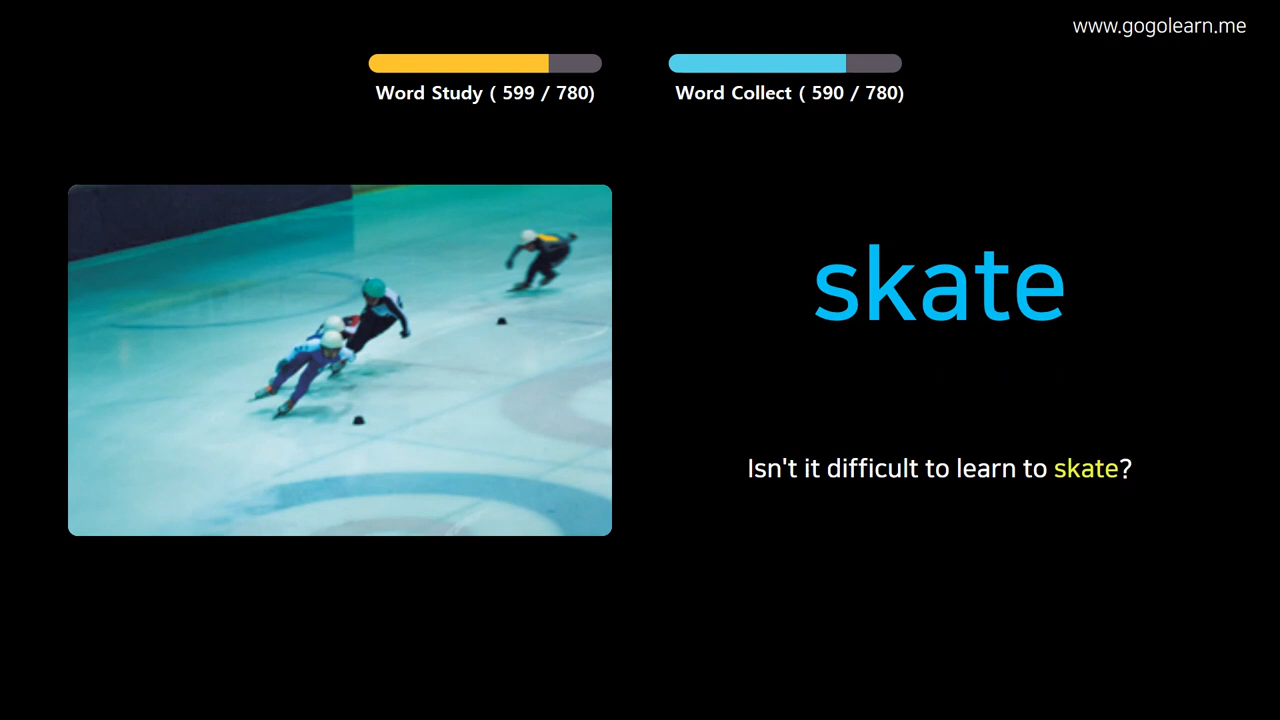 www.gogolearn.me
Word Study ( 599 / 780)
Word Collect ( 590 / 780)
skate
Isn't it difficult to learn to skate?